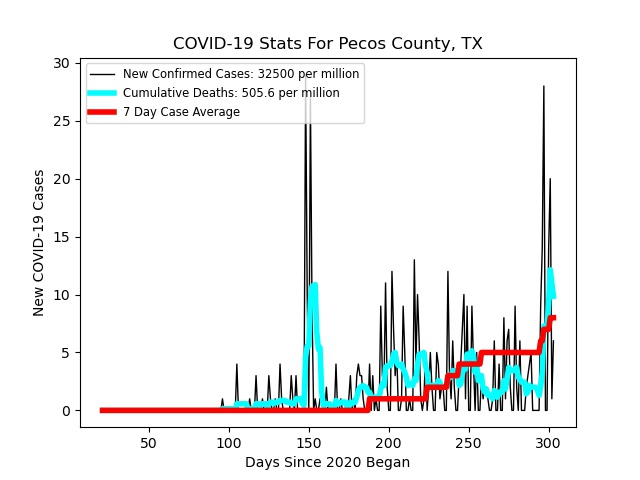 COVID-19 Stats For Pecos County, TX
New Confirmed Cases: 32500 per million
Cumulative Deaths: 505.6 per million
7 Day Case Average
30
25
20
15
10
5
0
New COVID-19 Cases
50 100 150 200 250 300
Days Since 2020 Began